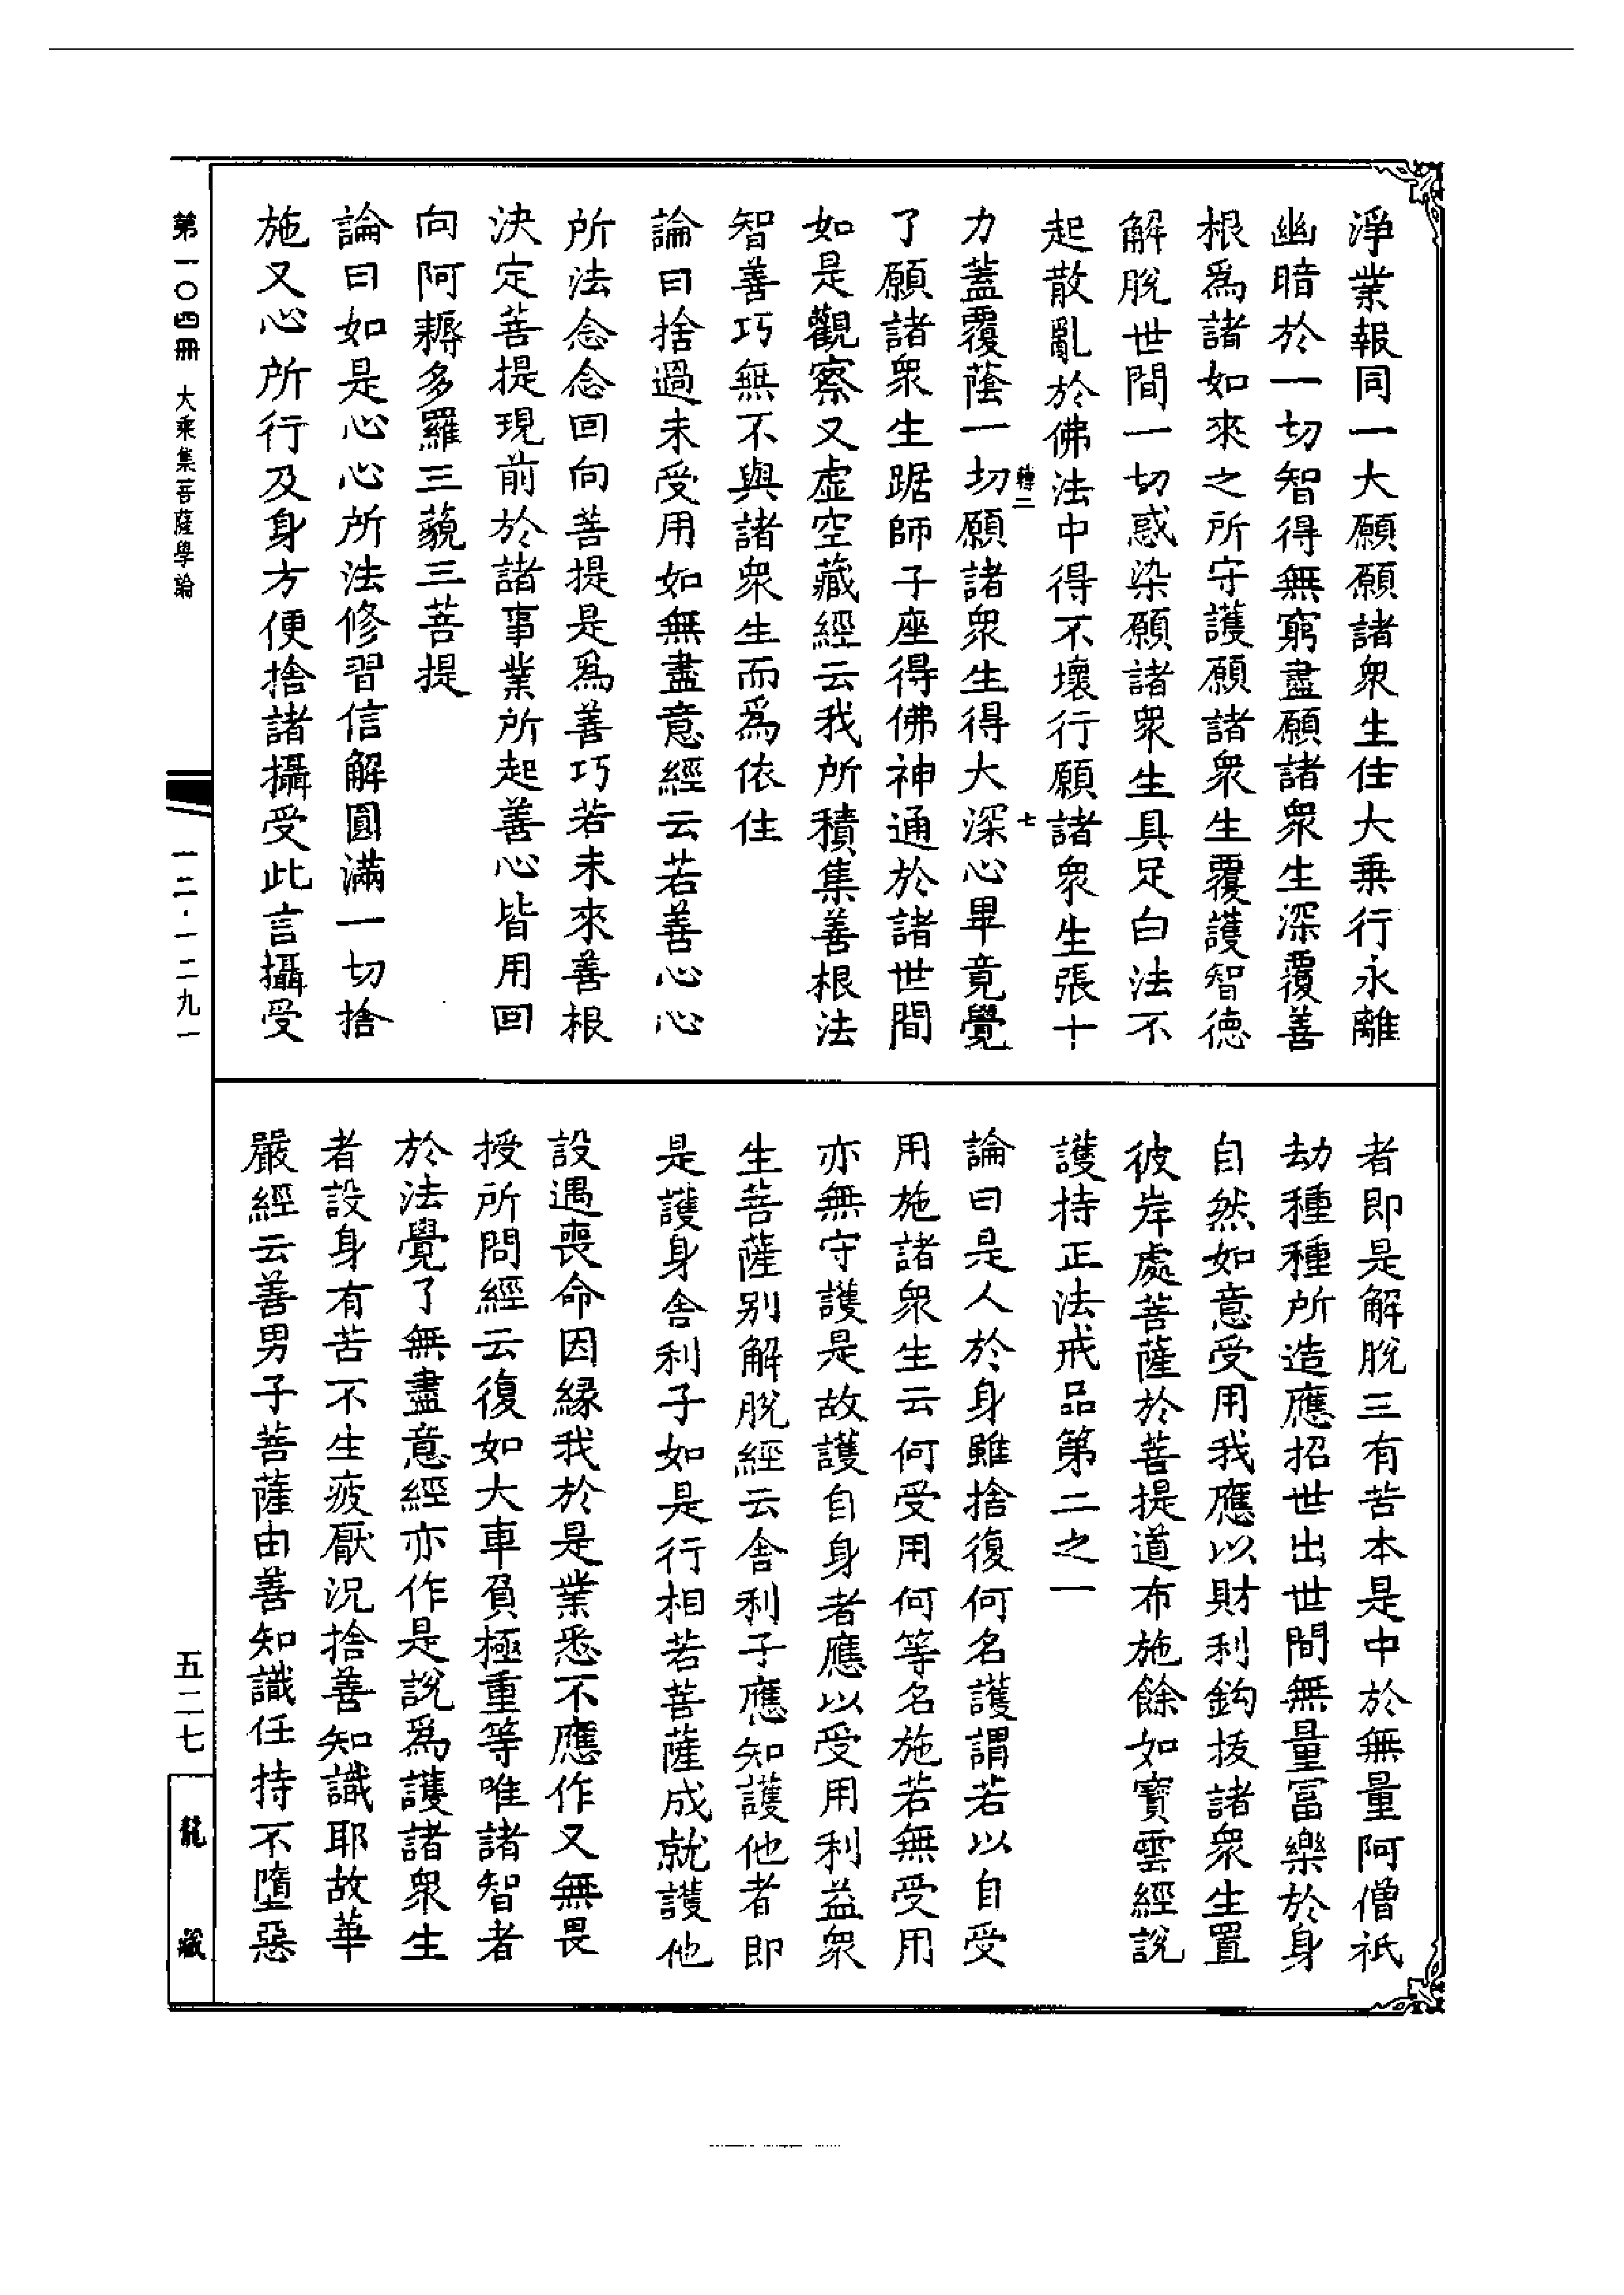 淨業報同一大願願諸衆生住大乗行永離
幽暗於一切智得無窮盡願諸衆生深覆善
根爲諸如來之所守護願諸衆生覆護智德
解脫世間一切惑染願諸衆生具足白法不
起散亂於佛法中得不壞行願諸衆生張十
二 七
力蓋覆蔭一切願諸衆生得大深心畢竟覺
了願諸衆生踞師子座得佛神通於諸世間
如是觀察又虛空藏經云我所積集善根法
智善巧無不與諸衆生而爲依住
論曰捨過未受用如無盡意經云若善心心
所法念念回向菩提是爲善巧若未來善根
決定菩提現前於諸事業所起善心皆用回
向阿耨多羅三藐三菩提
論曰如是心心所法修習信解圓滿一切捨
施又心所行及身方便捨諸攝受此言攝受
者即是解脫三有苦本是中於無量阿僧祇
劫種種所造應招世出世間無量富樂於身
自然如意受用我應以財利鈎拔諸衆生置
彼岸處菩薩於菩提道布施餘如寶雲經說
護持正法戒品第二之一
論曰是人於身雖捨復何名護謂若以自受
用施諸衆生云何受用何等名施若無受用
亦無守護是故護自身者應以受用利益衆
生菩薩别解脫經云舍利子應知護他者即
是護身舍利子如是行相若菩薩成就護他
設遇喪命因縁我於是業悉不應作又無畏
授所問經云復如大車負極重等唯諸智者
於法覺了無盡意經亦作是說爲護諸衆生
者設身有苦不生疲厭況捨善知識耶故華
嚴經云善男子菩薩由善知識任持不墮惡
第一〇四冊 大乘集菩薩學論
一二·一二九一
五二七
龍藏